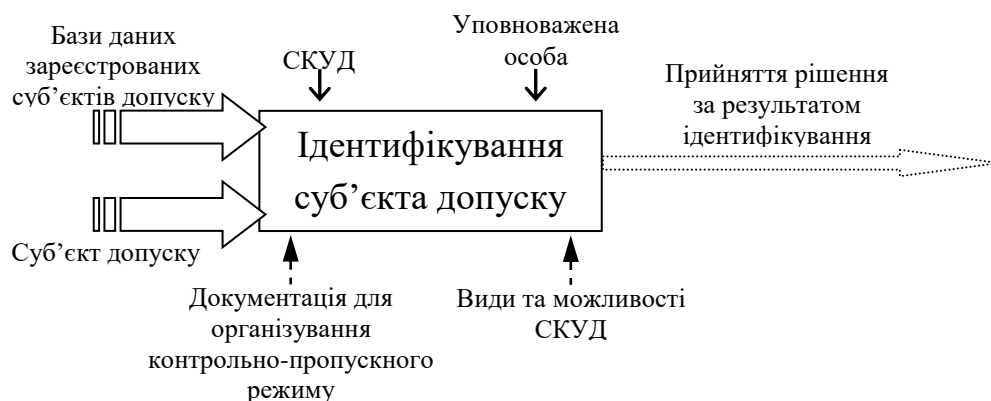 Бази даних
зареєстрованих
суб’єктів допуску
СКУД
Уповноважена
особа
Прийняття рішення
за результатом
ідентифікування
Ідентифікування
суб’єкта допуску
Суб’єкт допуску
Документація для
організування
контрольно-пропускного
режиму
Види та можливості
СКУД